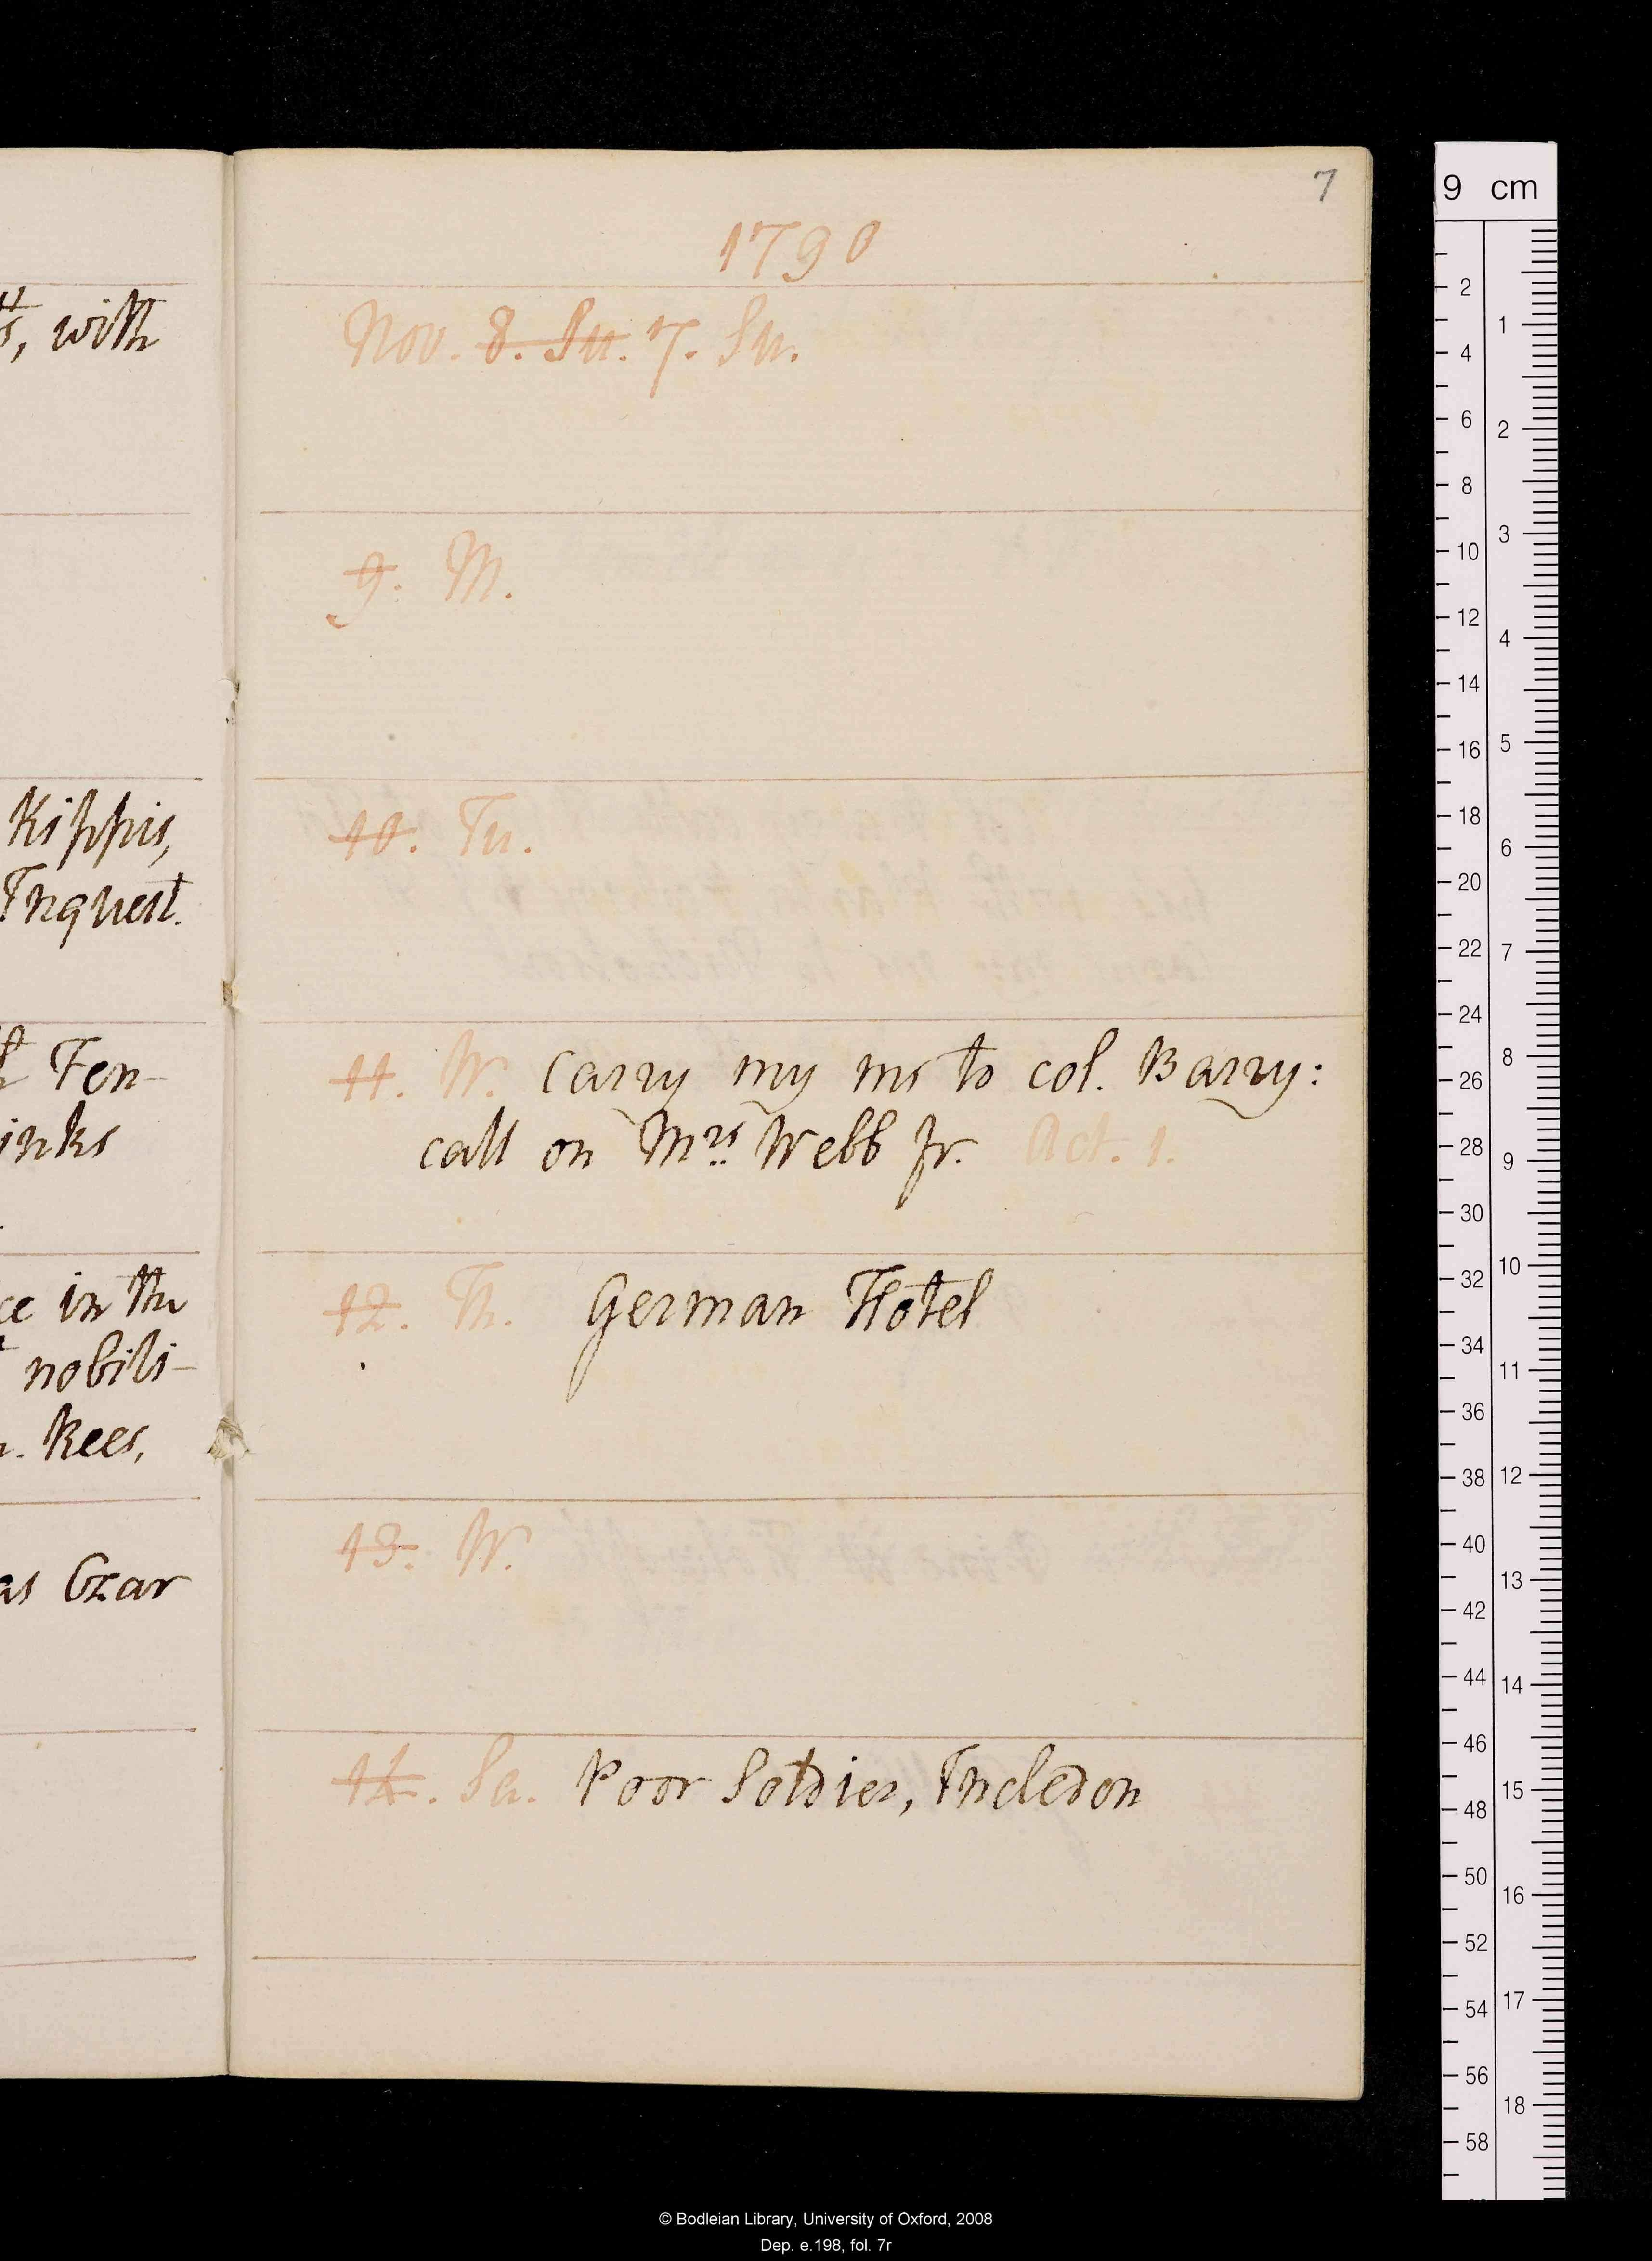 7
1790
, with
Nov. 8. Su. 7. Su.
9. M.
Kippis,
Inquest.
10. Tu.
Fen-
inks
11. W. Carry my ms to col. Barry:
call on Mrs Webb jr. Act. 1.
ce in the
nobili-
. Rees,
12. Th. German Hotel
as Czar
13. W.
14. Sa. Poor Soldier, Incledon
9 cm
2
4
6
8
10
12
14
16
18
20
22
24
26
28
30
32
34
36
38
40
42
44
46
48
50
52
54
56
58
1
2
3
4
5
6
7
8
9
10
11
12
13
14
15
16
17
18
© Bodleian Library, University of Oxford, 2008
Dep. e.198, fol. 7r